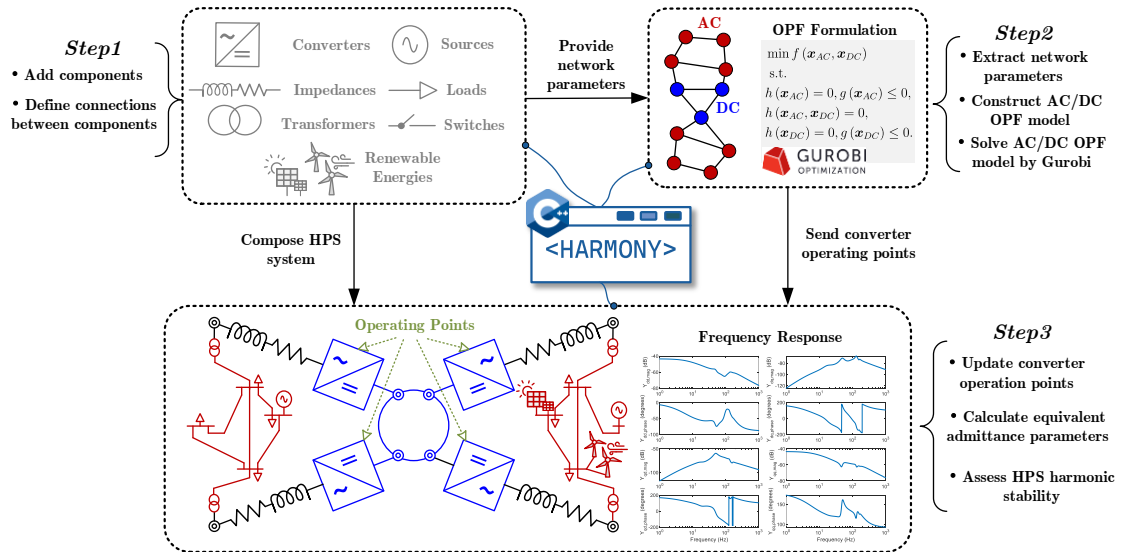 Step1
• Add components
• Define connections
between components
Converters
Sources
Impedances
Loads
Transformers
Switches
Renewable
Energies
Provide
network
parameters
AC
DC
OPF Formulation
min f (x_AC, x_DC)
s.t.
h (x_AC) = 0, g (x_AC) ≤ 0,
h (x_AC, x_DC) = 0,
h (x_DC) = 0, g (x_DC) ≤ 0.
GUROBI
OPTIMIZATION
Step2
• Extract network
parameters
• Construct AC/DC
OPF model
• Solve AC/DC OPF
model by Gurobi
Compose HPS
system
C++
<HARMONY>
Send converter
operating points
Operating Points
Frequency Response
Frequency (Hz)
Frequency (Hz)
Step3
• Update converter
operation points
• Calculate equivalent
admittance parameters
• Assess HPS harmonic
stability